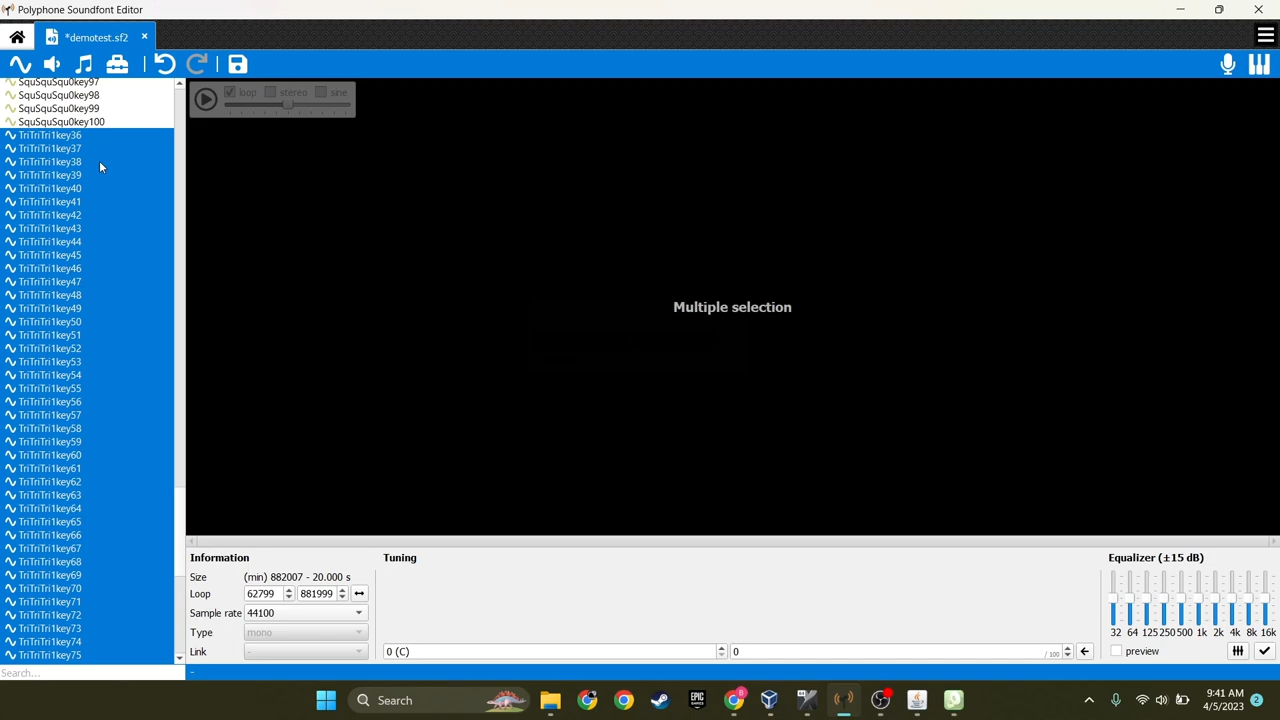 Polyphone Soundfont Editor
*demotest.sf2
SquSquSqu0key97
SquSquSqu0key98
SquSquSqu0key99
SquSquSqu0key100
TriTriTri1key36
TriTriTri1key37
TriTriTri1key38
TriTriTri1key39
TriTriTri1key40
TriTriTri1key41
TriTriTri1key42
TriTriTri1key43
TriTriTri1key44
TriTriTri1key45
TriTriTri1key46
TriTriTri1key47
TriTriTri1key48
TriTriTri1key49
TriTriTri1key50
TriTriTri1key51
TriTriTri1key52
TriTriTri1key53
TriTriTri1key54
TriTriTri1key55
TriTriTri1key56
TriTriTri1key57
TriTriTri1key58
TriTriTri1key59
TriTriTri1key60
TriTriTri1key61
TriTriTri1key62
TriTriTri1key63
TriTriTri1key64
TriTriTri1key65
TriTriTri1key66
TriTriTri1key67
TriTriTri1key68
TriTriTri1key69
TriTriTri1key70
TriTriTri1key71
TriTriTri1key72
TriTriTri1key73
TriTriTri1key74
TriTriTri1key75
Search...
loop stereo sine
Multiple selection
Information
Size (min) 882007 - 20.000 s
Loop 62799 881999
Sample rate 44100
Type mono
Link -
Tuning
0 (C) 0 / 100
Equalizer (±15 dB)
32 64 125 250 500 1k 2k 4k 8k 16k
preview
-
Search
EPIC GAMES
B
9:41 AM
4/5/2023
2